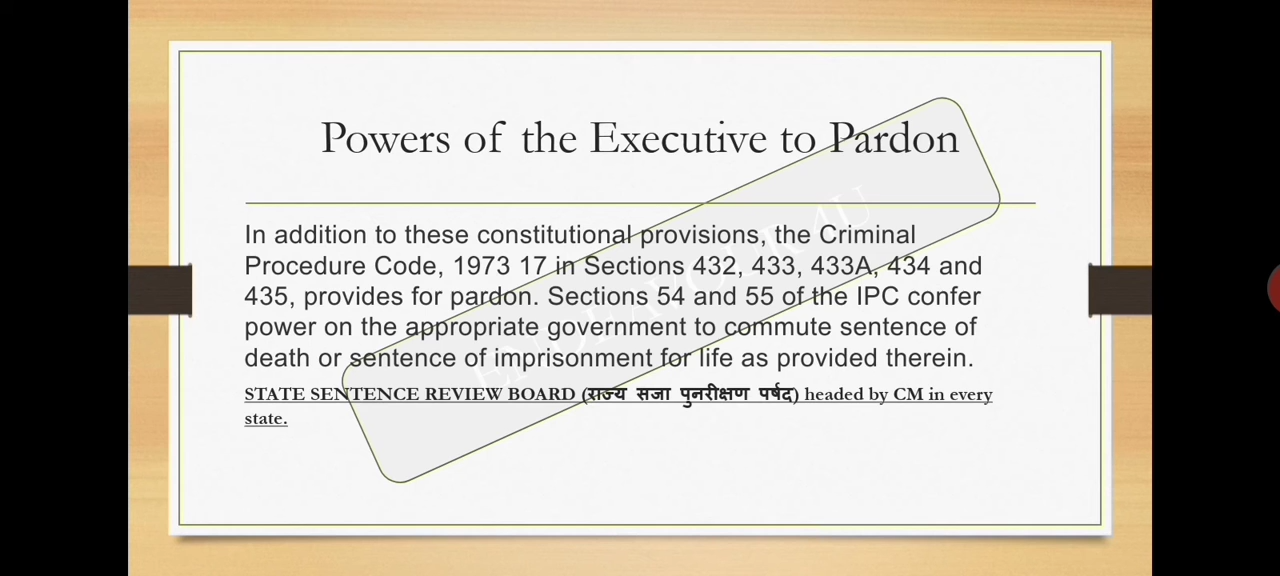 Powers of the Executive to Pardon
In addition to these constitutional provisions, the Criminal
Procedure Code, 1973 17 in Sections 432, 433, 433A, 434 and
435, provides for pardon. Sections 54 and 55 of the IPC confer
power on the appropriate government to commute sentence of
death or sentence of imprisonment for life as provided therein.
STATE SENTENCE REVIEW BOARD (राज्य सजा पुनरीक्षण पर्षद) headed by CM in every
state.
ENDEAVOUR 4U